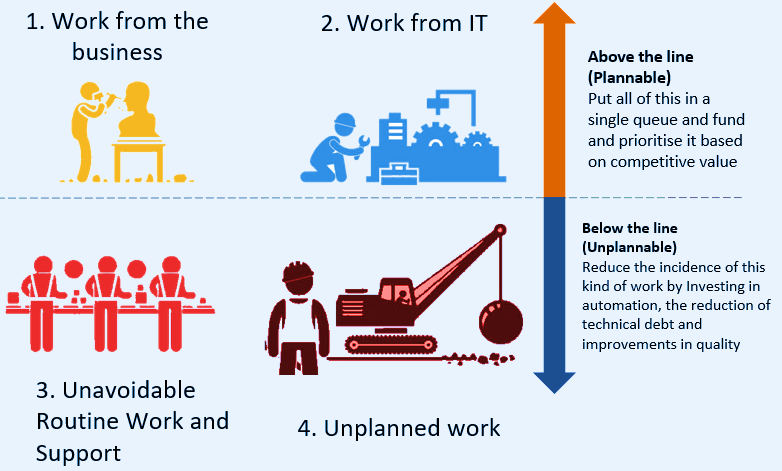 1. Work from the
business
2. Work from IT
Above the line
(Plannable)
Put all of this in a
single queue and fund
and prioritise it based
on competitive value
Below the line
(Unplannable)
Reduce the incidence of this
kind of work by Investing in
automation, the reduction of
technical debt and
improvements in quality
3. Unavoidable
Routine Work and
Support
4. Unplanned work